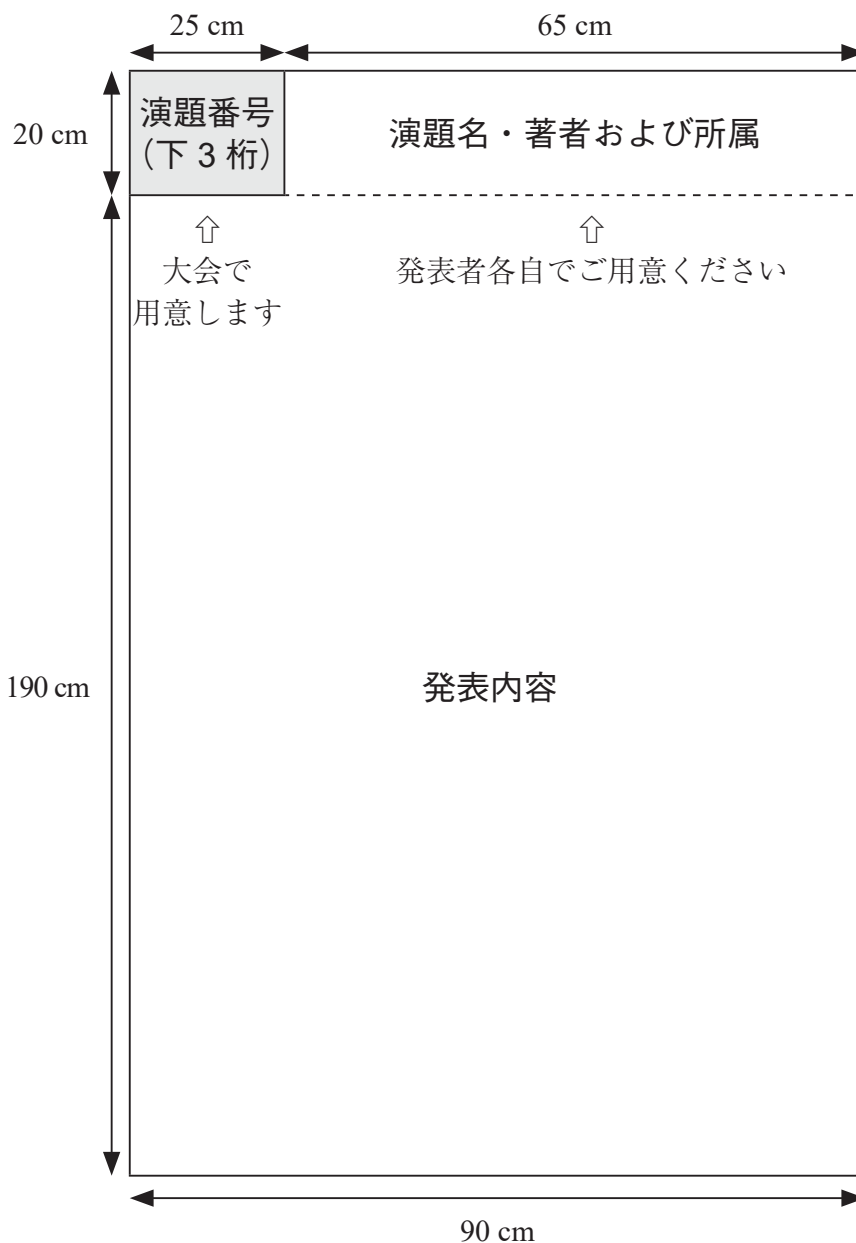 25 cm
65 cm
20 cm
演題番号
(下 3 桁)
演題名・著者および所属
⇧
⇧
大会で
用意します
発表者各自でご用意ください
190 cm
発表内容
90 cm